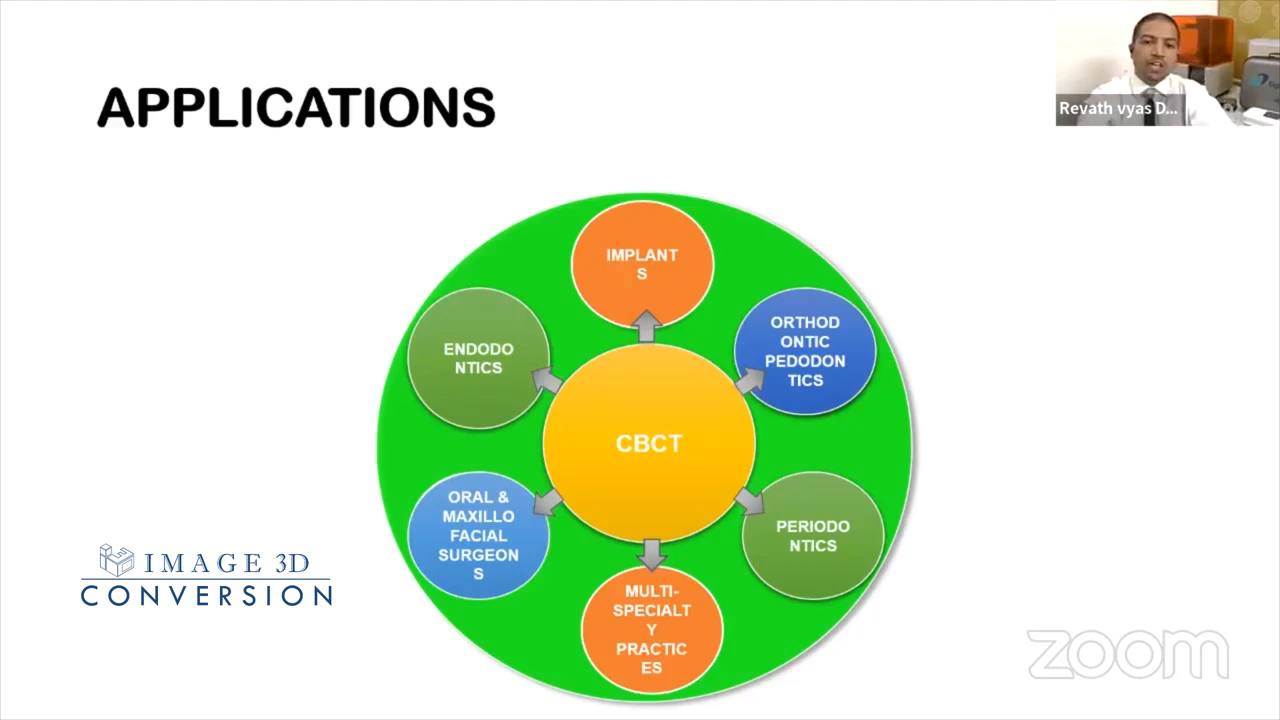 APPLICATIONS
Revath vyas D...
IMPLANT
S
ENDODO
NTICS
ORTHOD
ONTIC
PEDODON
TICS
CBCT
ORAL &
MAXILLO
FACIAL
SURGEON
S
PERIODO
NTICS
MULTI-
SPECIALT
Y
PRACTIC
ES
IMAGE 3D
CONVERSION
zoom